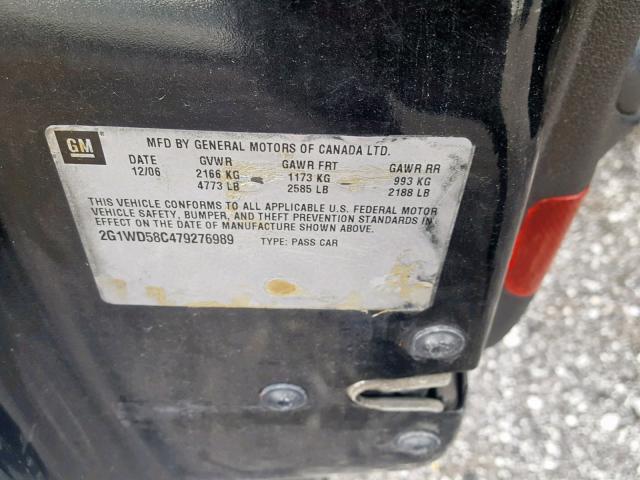 GM
MFD BY GENERAL MOTORS OF CANADA LTD.
DATE GVWR GAWR FRT GAWR RR
12/06 2166 KG 1173 KG 993 KG
4773 LB 2585 LB 2188 LB
THIS VEHICLE CONFORMS TO ALL APPLICABLE U.S. FEDERAL MOTOR
VEHICLE SAFETY, BUMPER, AND THEFT PREVENTION STANDARDS IN
EFFECT ON THE DATE OF MANUFACTURE SHOWN ABOVE.
2G1WD58C479276989 TYPE: PASS CAR